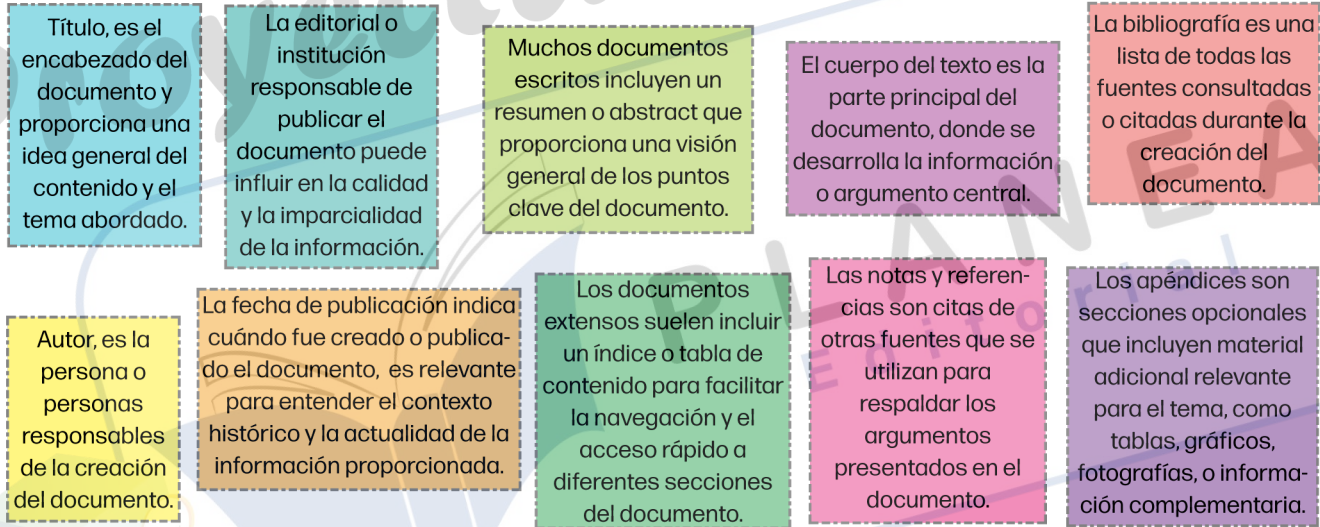 Título, es el
encabezado del
documento y
proporciona una
idea general del
contenido y el
tema abordado.
La editorial o
institución
responsable de
publicar el
documento puede
influir en la calidad
y la imparcialidad
de la información.
Muchos documentos
escritos incluyen un
resumen o abstract que
proporciona una visión
general de los puntos
clave del documento.
El cuerpo del texto es la
parte principal del
documento, donde se
desarrolla la información
o argumento central.
La bibliografía es una
lista de todas las
fuentes consultadas
o citadas durante la
creación del
documento.
Autor, es la
persona o
personas
responsables
de la creación
del documento.
La fecha de publicación indica
cuándo fue creado o publica-
do el documento, es relevante
para entender el contexto
histórico y la actualidad de la
información proporcionada.
Los documentos
extensos suelen incluir
un índice o tabla de
contenido para facilitar
la navegación y el
acceso rápido a
diferentes secciones
del documento.
Las notas y referen-
cias son citas de
otras fuentes que se
utilizan para
respaldar los
argumentos
presentados en el
documento.
Los apéndices son
secciones opcionales
que incluyen material
adicional relevante
para el tema, como
tablas, gráficos,
fotografías, o informa-
ción complementaria.
PLANEA
Editorial